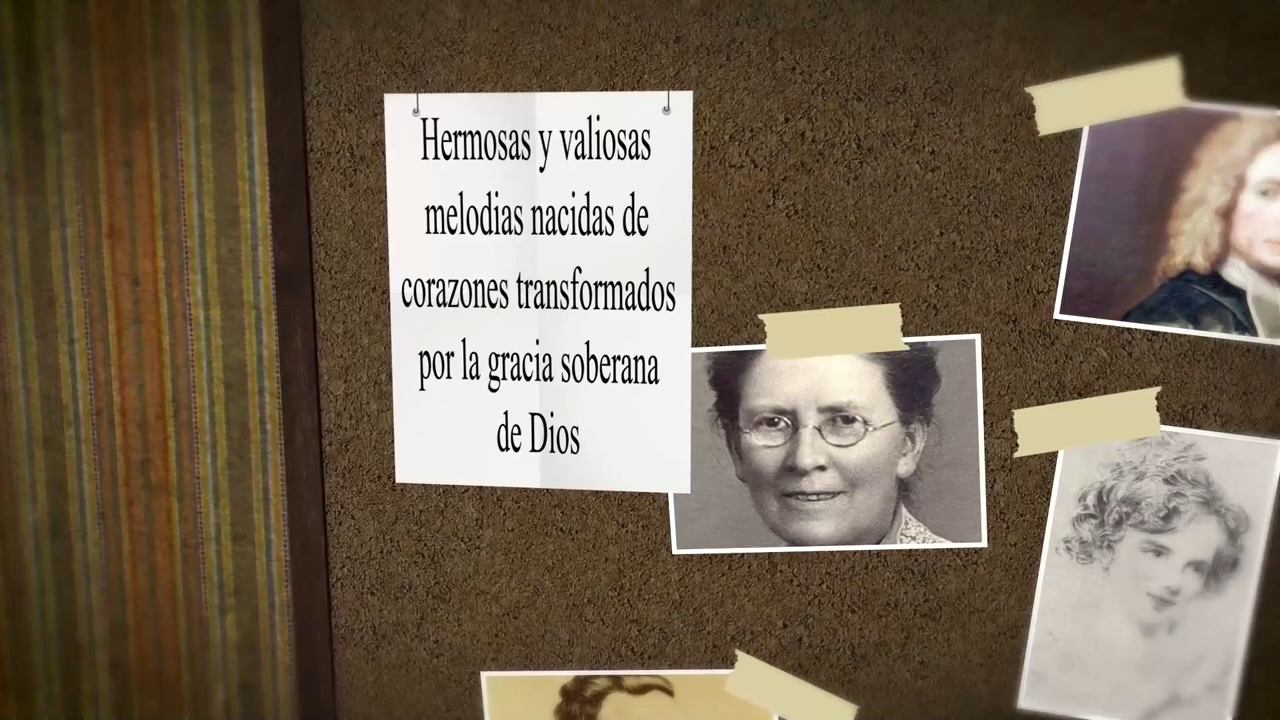 Hermosas y valiosas
melodias nacidas de
corazones transformados
por la gracia soberana
de Dios